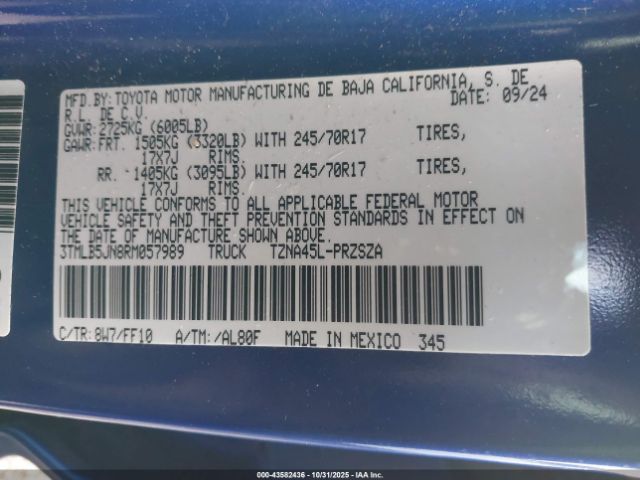 MFD.BY:TOYOTA MOTOR MANUFACTURING DE BAJA CALIFORNIA, S. DE
R.L. DE C.V. DATE: 09/24
GVWR:2725KG (6005LB)
GAWR:FRT. 1505KG (3320LB) WITH 245/70R17 TIRES,
17X7J RIMS.
RR. 1405KG (3095LB) WITH 245/70R17 TIRES,
17X7J RIMS.
THIS VEHICLE CONFORMS TO ALL APPLICABLE FEDERAL MOTOR
VEHICLE SAFETY AND THEFT PREVENTION STANDARDS IN EFFECT ON
THE DATE OF MANUFACTURE SHOWN ABOVE.
3TMLB5JN8RM057989 TRUCK TZNA45L-PRZSZA
C/TR:8W7/FF10 A/TM:/AL80F MADE IN MEXICO 345
000-43582436 - 10/31/2025 - IAA Inc.